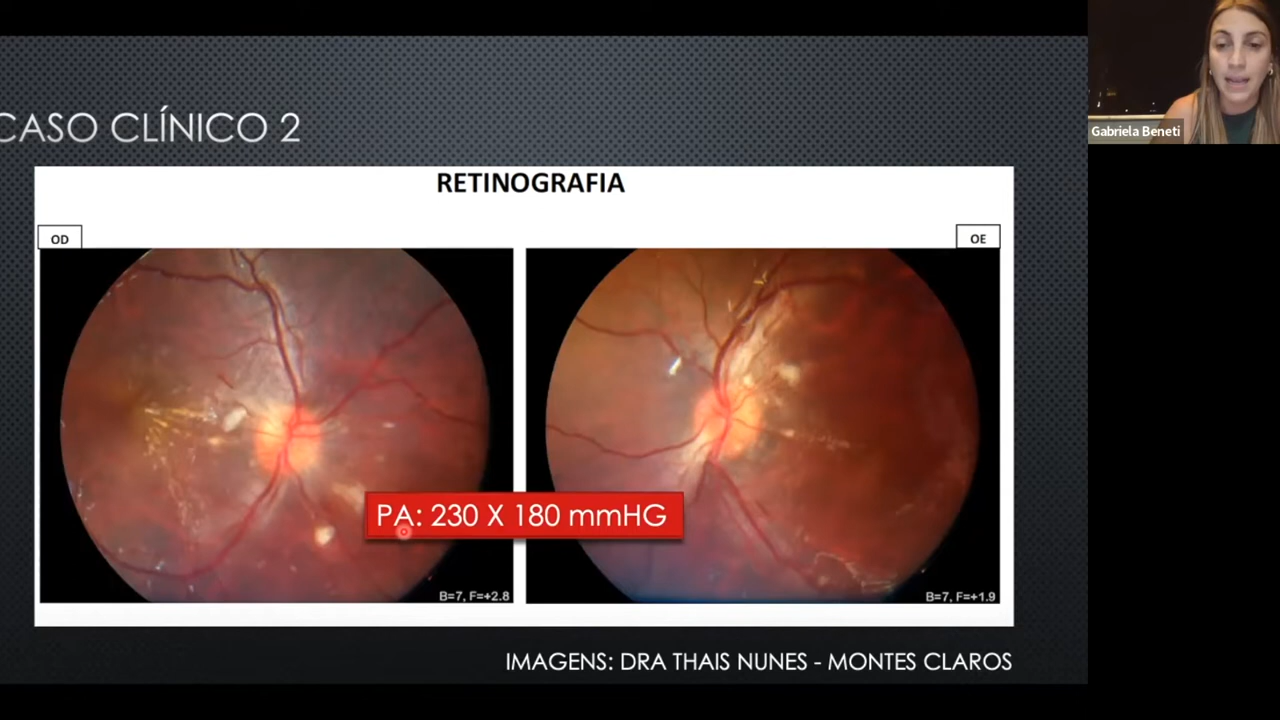 CASO CLÍNICO 2
Gabriela Beneti
RETINOGRAFIA
OD
OE
PA: 230 X 180 mmHG
B=7, F=+2.8
B=7, F=+1.9
IMAGENS: DRA THAIS NUNES - MONTES CLAROS